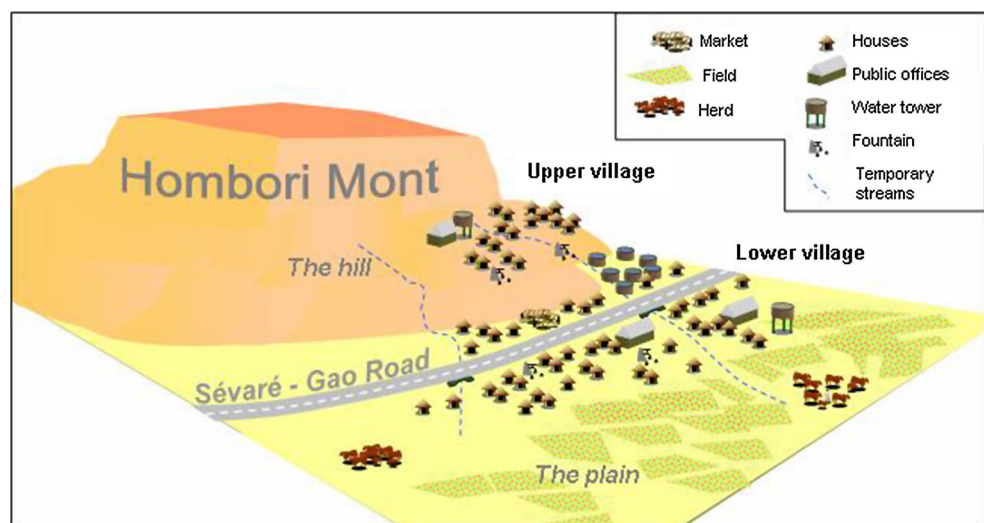 Market
Field
Herd
Houses
Public offices
Water tower
Fountain
Temporary
streams
Hombori Mont
Upper village
The hill
Lower village
Sévaré - Gao Road
The plain